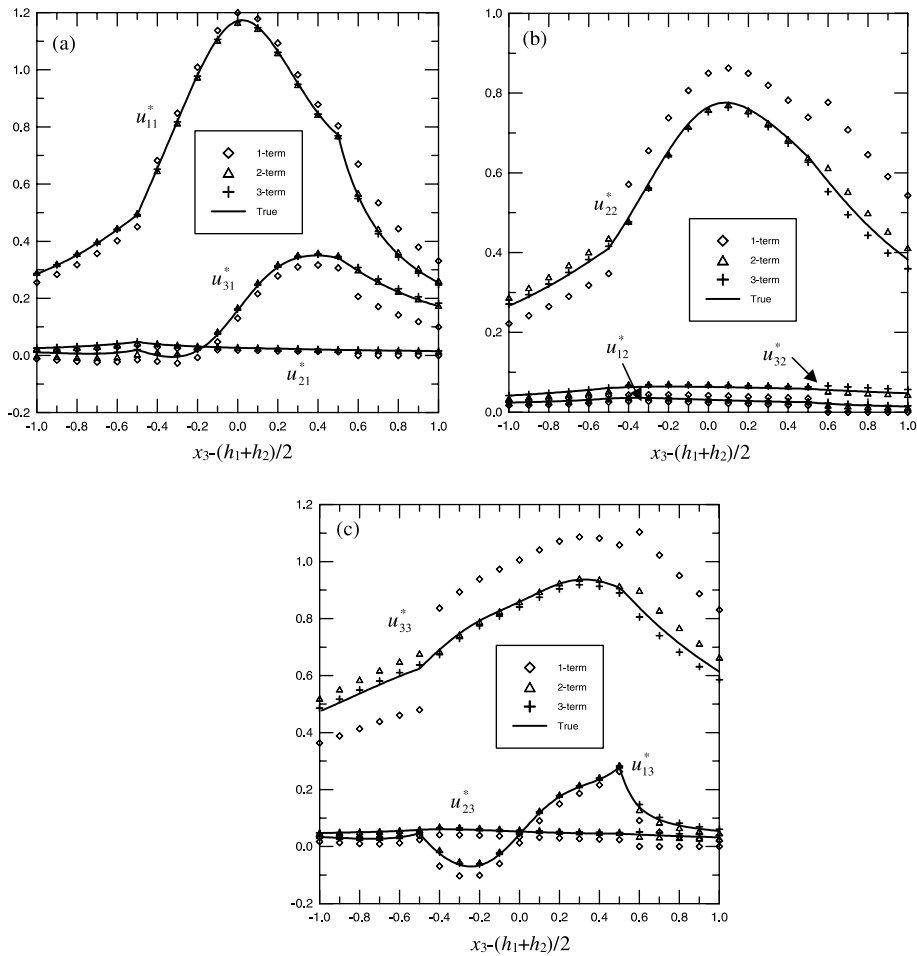 (a)
1.2
1.0
0.8
0.6
0.4
0.2
0.0
-0.2
u*11
u*31
u*21
1-term
2-term
3-term
True
-1.0 -0.8 -0.6 -0.4 -0.2 0.0 0.2 0.4 0.6 0.8 1.0
x3-(h1+h2)/2
(b)
1.0
0.8
0.6
0.4
0.2
0.0
u*22
u*12
u*32
1-term
2-term
3-term
True
-1.0 -0.8 -0.6 -0.4 -0.2 0.0 0.2 0.4 0.6 0.8 1.0
x3-(h1+h2)/2
(c)
1.2
1.0
0.8
0.6
0.4
0.2
0.0
-0.2
u*33
u*23
u*13
1-term
2-term
3-term
True
-1.0 -0.8 -0.6 -0.4 -0.2 0.0 0.2 0.4 0.6 0.8 1.0
x3-(h1+h2)/2